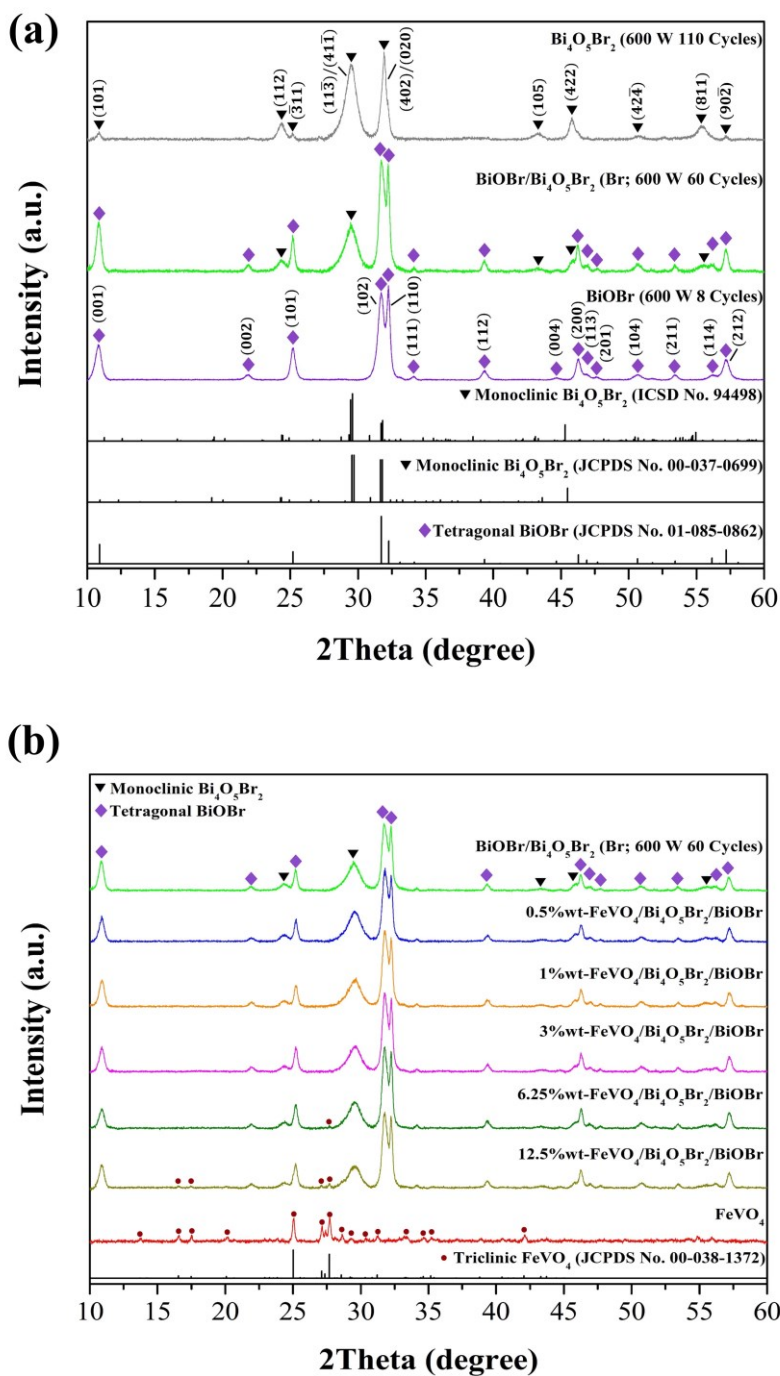 (a)
Bi₄O₅Br₂ (600 W 110 Cycles)
(101)
(112)
(3̄11)
(113̄)/(411̄)
(402)/(020)
(105)
(422)
(424̄)
(811)
(9̄02̄)
BiOBr/Bi₄O₅Br₂ (Br; 600 W 60 Cycles)
BiOBr (600 W 8 Cycles)
(001)
(002)
(101)
(102)
(110)
(111)
(112)
(004)
(200)
(113)
(201)
(104)
(211)
(114)
(212)
▼Monoclinic Bi₄O₅Br₂ (ICSD No. 94498)
▼Monoclinic Bi₄O₅Br₂ (JCPDS No. 00-037-0699)
◆Tetragonal BiOBr (JCPDS No. 01-085-0862)
Intensity (a.u.)
10 15 20 25 30 35 40 45 50 55 60
2Theta (degree)
(b)
▼Monoclinic Bi₄O₅Br₂
◆Tetragonal BiOBr
BiOBr/Bi₄O₅Br₂ (Br; 600 W 60 Cycles)
0.5%wt-FeVO₄/Bi₄O₅Br₂/BiOBr
1%wt-FeVO₄/Bi₄O₅Br₂/BiOBr
3%wt-FeVO₄/Bi₄O₅Br₂/BiOBr
6.25%wt-FeVO₄/Bi₄O₅Br₂/BiOBr
12.5%wt-FeVO₄/Bi₄O₅Br₂/BiOBr
FeVO₄
• Triclinic FeVO₄ (JCPDS No. 00-038-1372)
Intensity (a.u.)
10 15 20 25 30 35 40 45 50 55 60
2Theta (degree)